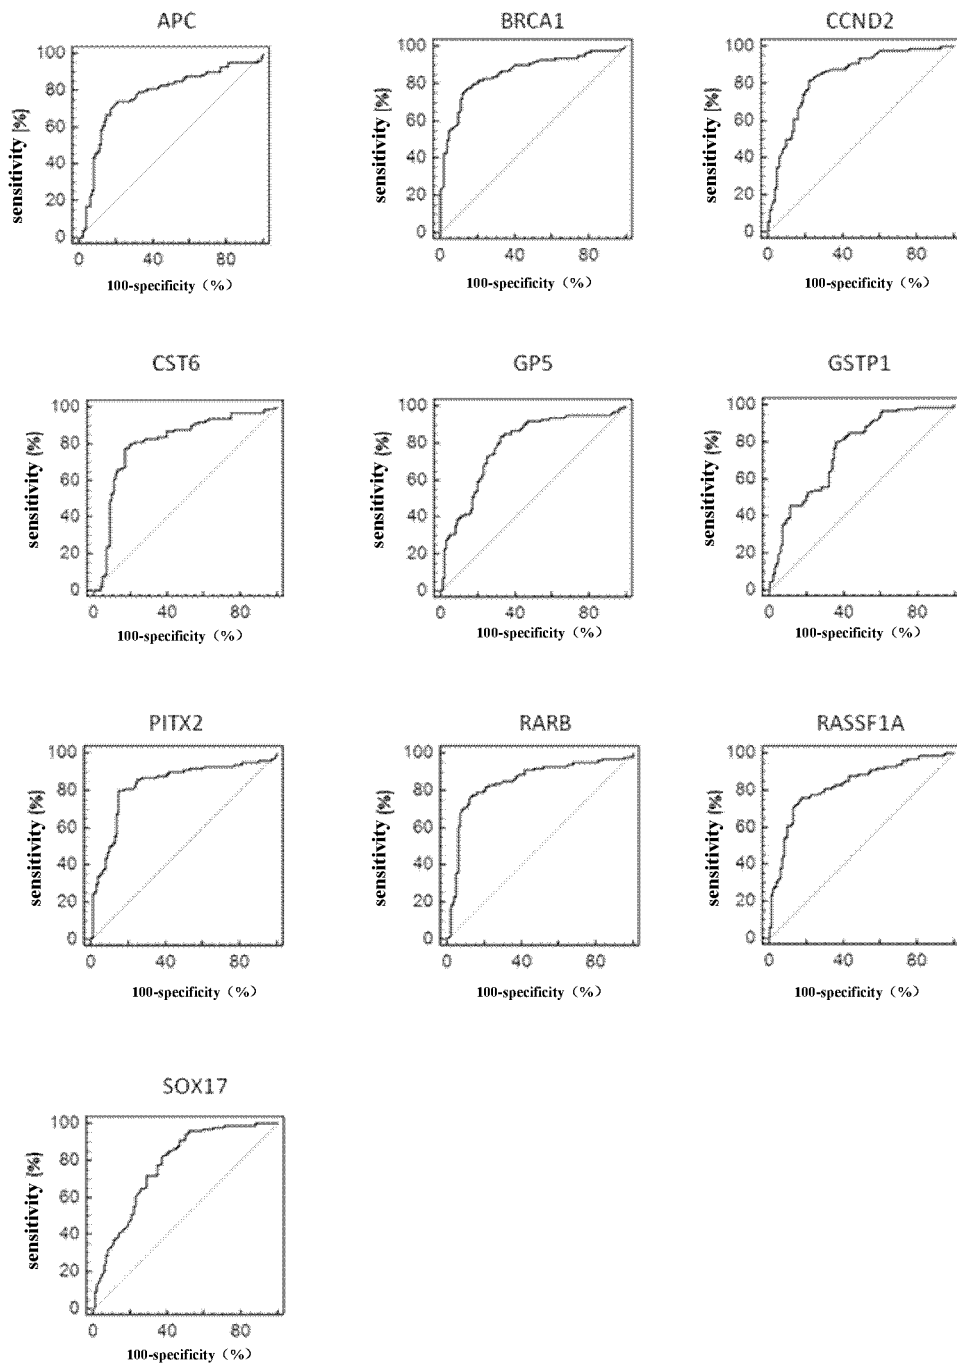 APC BRCA1 CCND2
100 100 100
80 80 80
60 60 60
40 40 40
20 20 20
0 0 0
sensitivity (%) sensitivity (%) sensitivity (%)
0 40 80 0 40 80 0 40 80
100-specificity（%） 100-specificity（%） 100-specificity（%）
CST6 GP5 GSTP1
100 100 100
80 80 80
60 60 60
40 40 40
20 20 20
0 0 0
sensitivity (%) sensitivity (%) sensitivity (%)
0 40 80 0 40 80 0 40 80
100-specificity（%） 100-specificity（%） 100-specificity（%）
PITX2 RARB RASSF1A
100 100 100
80 80 80
60 60 60
40 40 40
20 20 20
0 0 0
sensitivity (%) sensitivity (%) sensitivity (%)
0 40 80 0 40 80 0 40 80
100-specificity（%） 100-specificity（%） 100-specificity（%）
SOX17
100
80
60
40
20
0
sensitivity (%)
0 40 80
100-specificity（%）